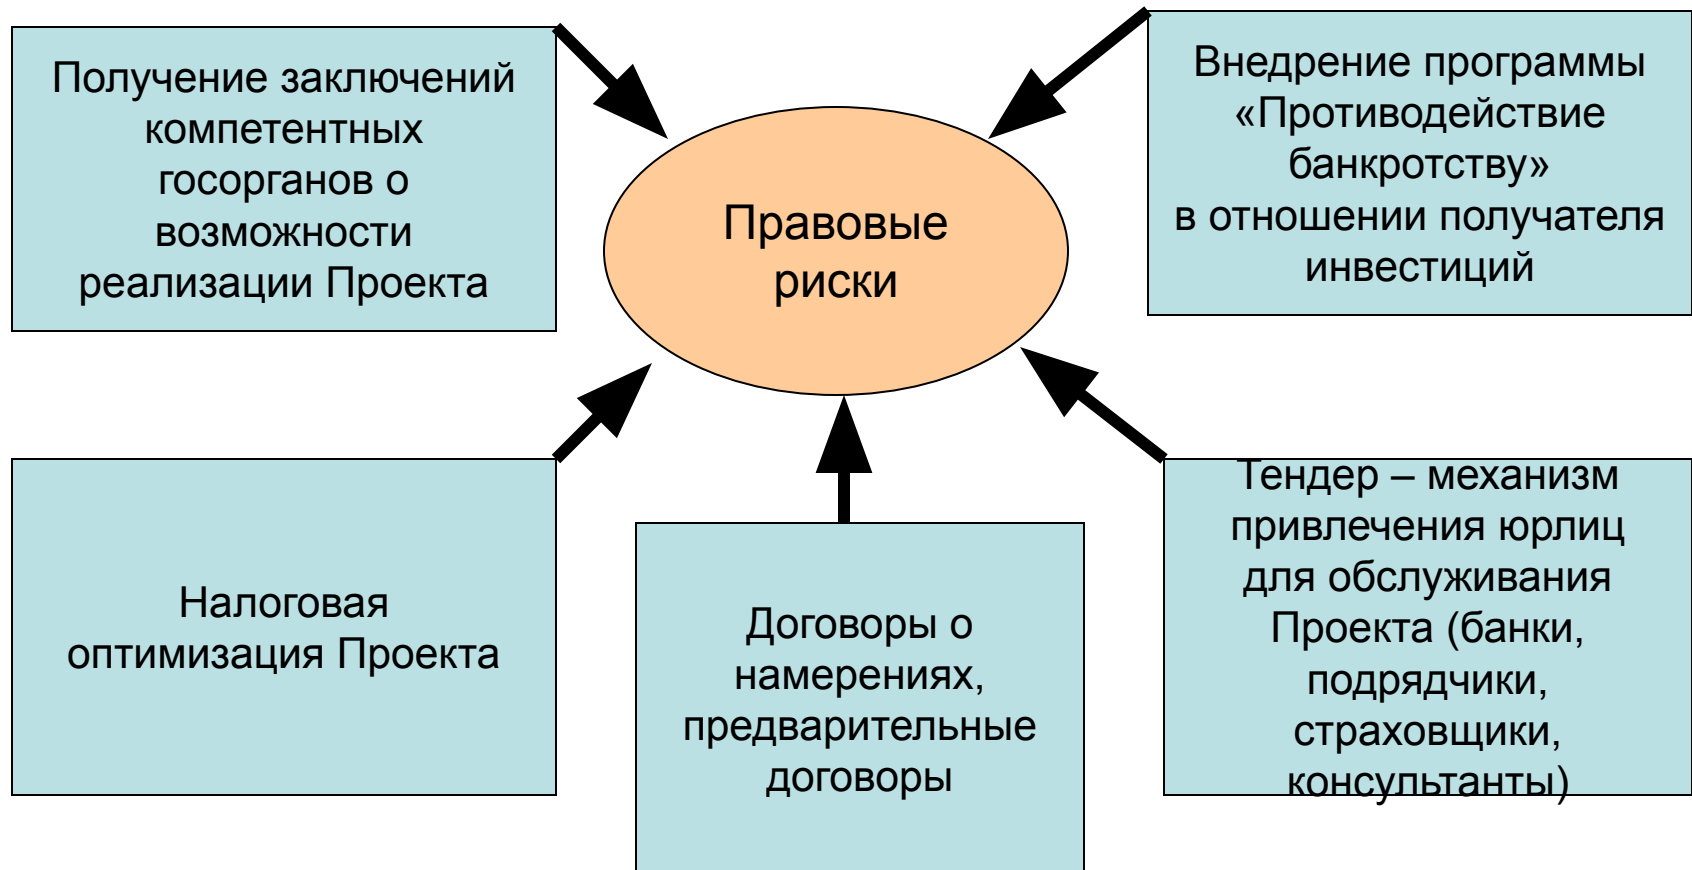 Получение заключений
компетентных
госорганов о
возможности
реализации Проекта
Внедрение программы
«Противодействие
банкротству»
в отношении получателя
инвестиций
Правовые
риски
Налоговая
оптимизация Проекта
Договоры о
намерениях,
предварительные
договоры
Тендер – механизм
привлечения юрлиц
для обслуживания
Проекта (банки,
подрядчики,
страховщики,
консультанты)